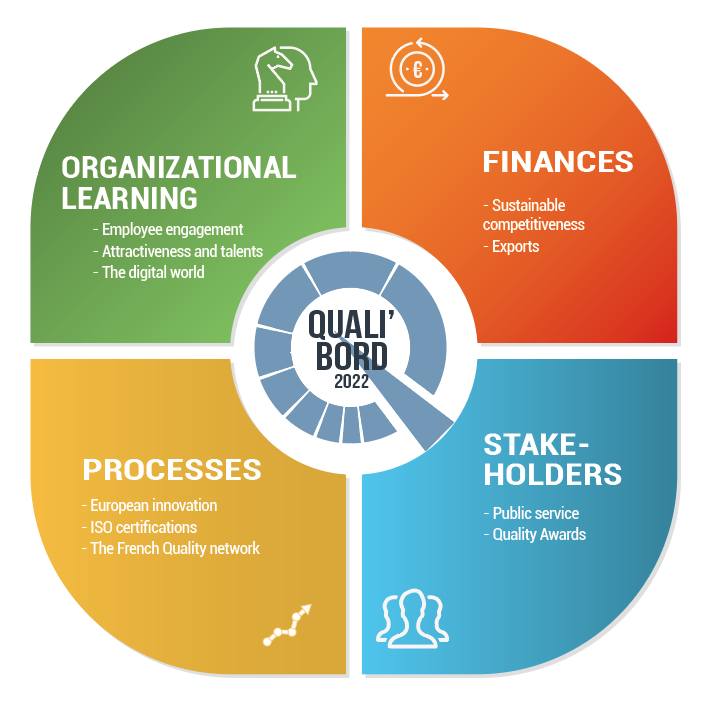 ORGANIZATIONAL
LEARNING
- Employee engagement
- Attractiveness and talents
- The digital world
€
FINANCES
- Sustainable
competitiveness
- Exports
QUALI’
BORD
2022
PROCESSES
- European innovation
- ISO certifications
- The French Quality network
STAKE-
HOLDERS
- Public service
- Quality Awards